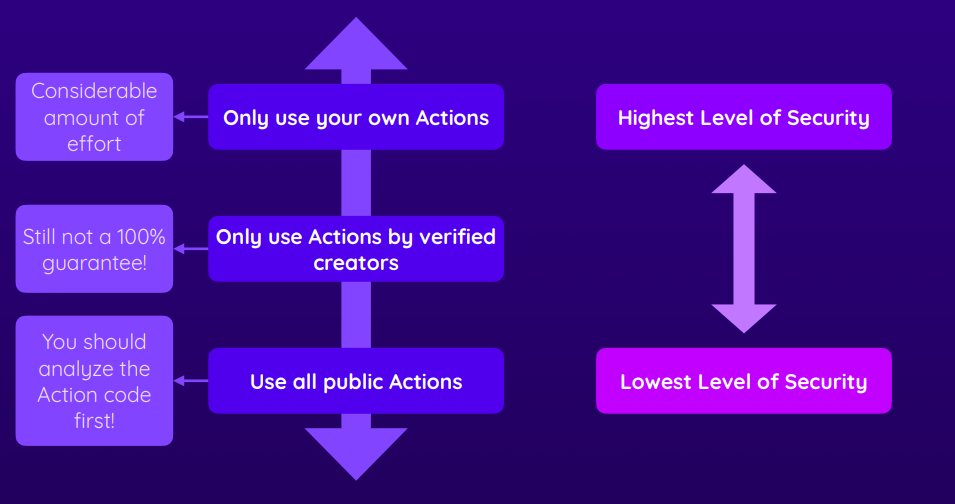 Considerable
amount of
effort
Only use your own Actions
Highest Level of Security
Still not a 100%
guarantee!
Only use Actions by verified
creators
You should
analyze the
Action code
first!
Use all public Actions
Lowest Level of Security